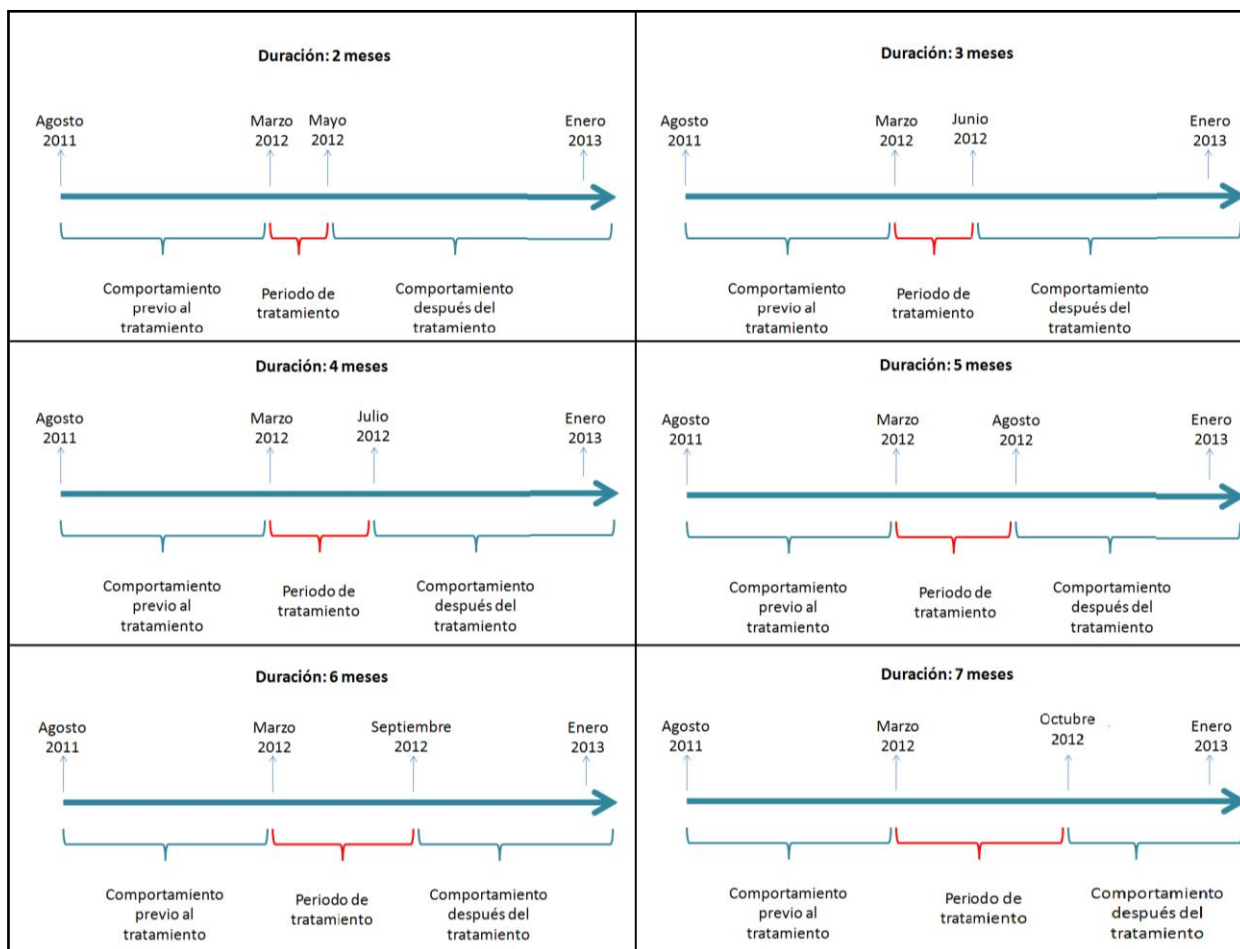 Duración: 2 meses
Agosto
2011
Marzo
2012
Mayo
2012
Enero
2013
Comportamiento
previo al
tratamiento
Periodo de
tratamiento
Comportamiento
después del
tratamiento
Duración: 3 meses
Agosto
2011
Marzo
2012
Junio
2012
Enero
2013
Comportamiento
previo al
tratamiento
Periodo de
tratamiento
Comportamiento
después del
tratamiento
Duración: 4 meses
Agosto
2011
Marzo
2012
Julio
2012
Enero
2013
Comportamiento
previo al
tratamiento
Periodo de
tratamiento
Comportamiento
después del
tratamiento
Duración: 5 meses
Agosto
2011
Marzo
2012
Agosto
2012
Enero
2013
Comportamiento
previo al
tratamiento
Periodo de
tratamiento
Comportamiento
después del
tratamiento
Duración: 6 meses
Agosto
2011
Marzo
2012
Septiembre
2012
Enero
2013
Comportamiento
previo al
tratamiento
Periodo de
tratamiento
Comportamiento
después del
tratamiento
Duración: 7 meses
Agosto
2011
Marzo
2012
Octubre
2012
Enero
2013
Comportamiento
previo al
tratamiento
Periodo de
tratamiento
Comportamiento
después del
tratamiento